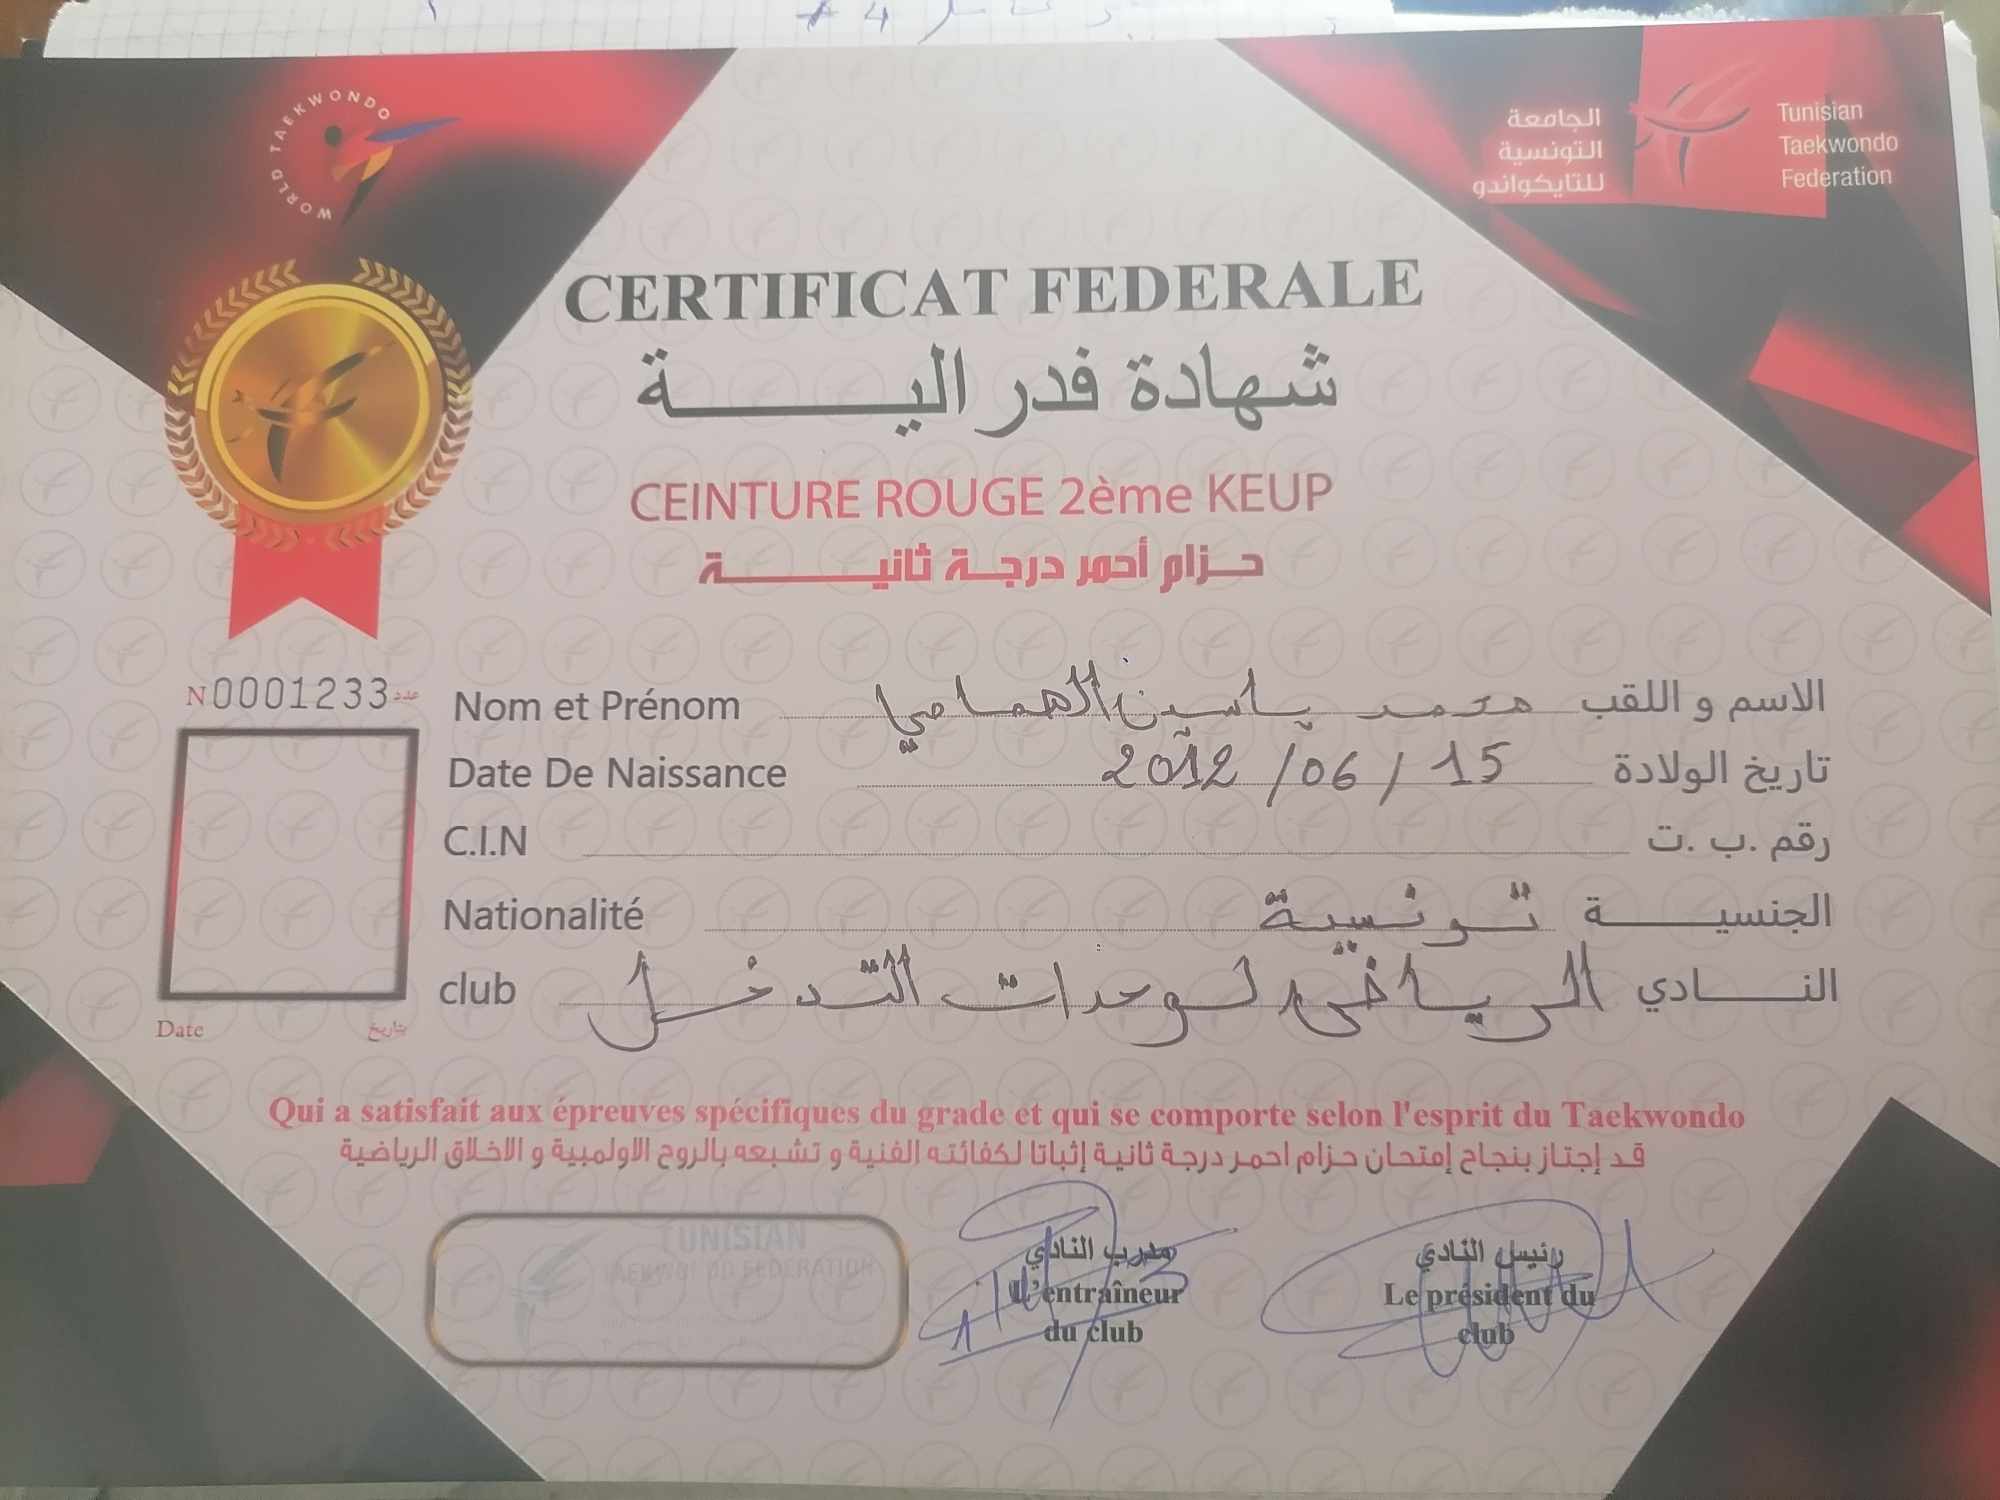 WORLD TAEKWONDO
الجامعة
التونسية
للتايكواندو
Tunisian
Taekwondo
Federation
CERTIFICAT FEDERALE
شهادة فدرالية
CEINTURE ROUGE 2ème KEUP
حزام أحمر درجة ثانية
N 0001233 عدد
Nom et Prénom محمد ياسين الهمامي الاسم و اللقب
Date De Naissance 2012 / 06 / 15 تاريخ الولادة
C.I.N رقم .ب .ت
Nationalité تونسية الجنسية
club الرياضي لوحدات التدخل النادي
Date تاريخ
Qui a satisfait aux épreuves spécifiques du grade et qui se comporte selon l'esprit du Taekwondo
قد إجتاز بنجاح إمتحان حزام احمر درجة ثانية إثباتا لكفائته الفنية و تشبعه بالروح الاولمبية و الاخلاق الرياضية
TUNISIAN
TAEKWONDO FEDERATION
مدرب النادي
L'entraîneur
du club
رئيس النادي
Le président du
club